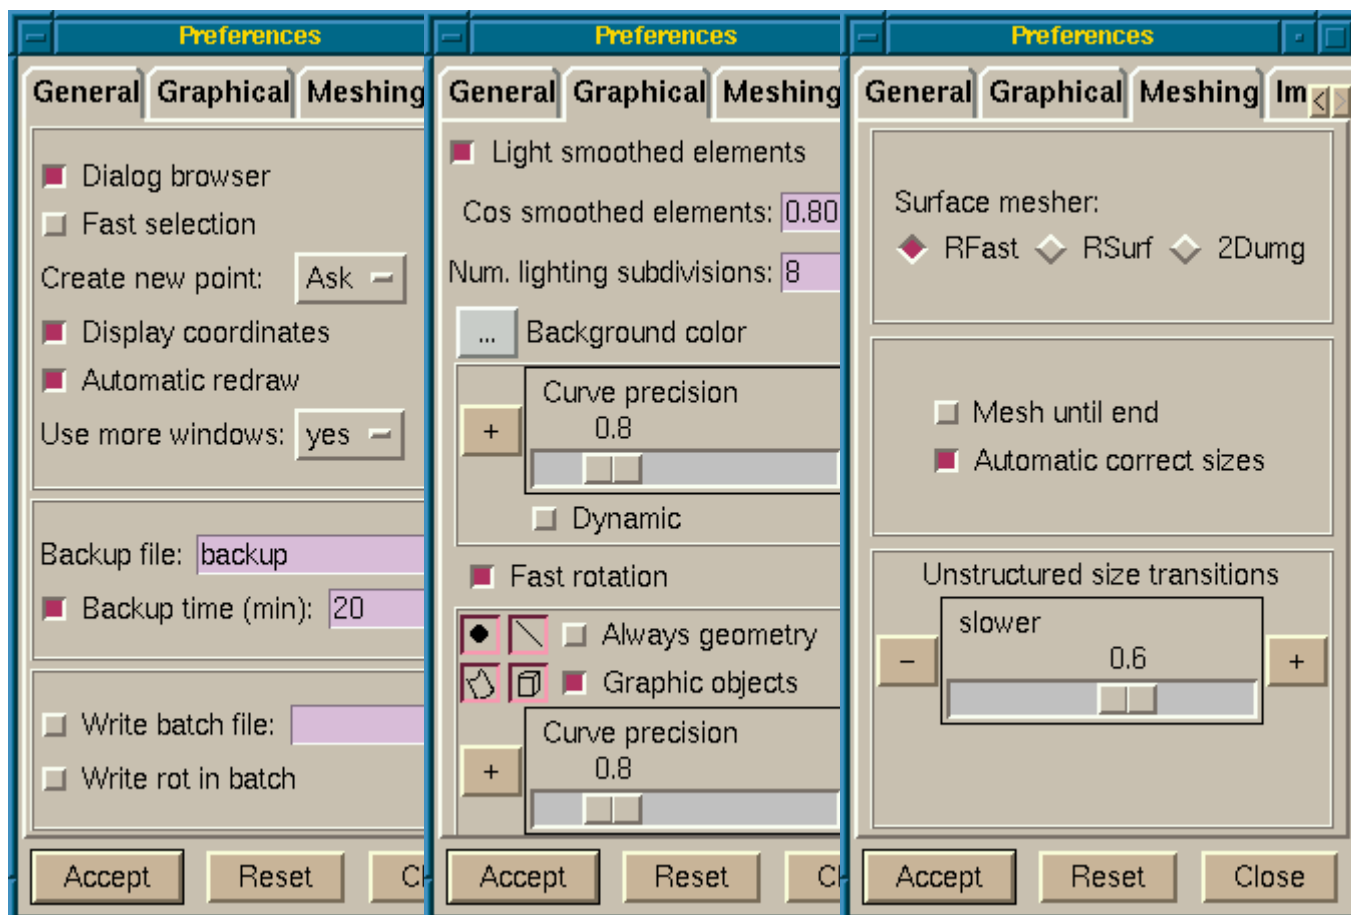 Preferences
General Graphical Meshing
Dialog browser
Fast selection
Create new point: Ask
Display coordinates
Automatic redraw
Use more windows: yes
Backup file: backup
Backup time (min): 20
Write batch file:
Write rot in batch
Accept Reset
Preferences
General Graphical Meshing
Light smoothed elements
Cos smoothed elements: 0.80
Num. lighting subdivisions: 8
... Background color
Curve precision
+ 0.8
Dynamic
Fast rotation
Always geometry
Graphic objects
Curve precision
+ 0.8
Accept Reset
Preferences
General Graphical Meshing Im < >
Surface mesher:
RFast RSurf 2Dumg
Mesh until end
Automatic correct sizes
Unstructured size transitions
slower
- 0.6 +
Accept Reset Close